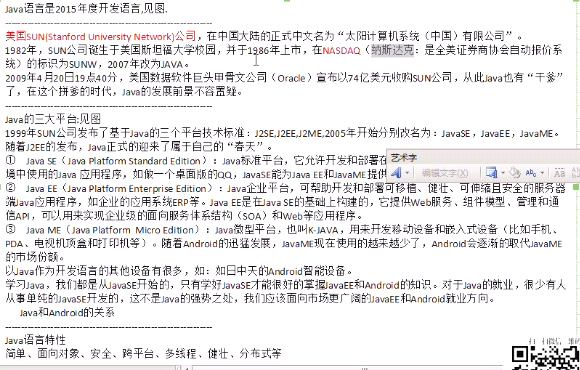 Java语言是2015年度开发语言,见图.
美国SUN(Stanford University Network)公司，在中国大陆的正式中文名为“太阳计算机系统（中国）有限公司”。
1982年，SUN公司诞生于美国斯坦福大学校园，并于1986年上市，在NASDAQ（纳斯达克：是全美证券商协会自动报价系
统）的标识为SUNW，2007年改为JAVA。
2009年4月20日19点40分，美国数据软件巨头甲骨文公司（Oracle）宣布以74亿美元收购SUN公司，从此Java也有“干爹”
了，在这个拼爹的时代，Java的发展前景不容置疑。
Java的三大平台:见图
1999年SUN公司发布了基于Java的三个平台技术标准：J2SE,J2EE,J2ME,2005年开始分别改名为：JavaSE，JavaEE，JavaME。
随着J2EE的发布，Java正式的迎来了属于自己的“春天”。
艺术字
① Java SE（Java Platform Standard Edition）：Java标准平台，它允许开发和部署在
境中使用的Java 应用程序，如做一个桌面版的QQ，JavaSE能为Java EE和JavaME提供
编辑文字(X)
② Java EE（Java Platform Enterprise Edition）：Java企业平台，可帮助开发和部署可移植、健壮、可伸缩且安全的服务器
端Java应用程序，如企业的应用系统ERP等。Java EE是在Java SE的基础上构建的，它提供Web服务、组件模型、管理和通
信API，可以用来实现企业级的面向服务体系结构（SOA）和Web等应用程序。
③ Java ME（Java Platform Micro Edition）：Java微型平台，也叫K-JAVA，用来开发移动设备和嵌入式设备（比如手机、
PDA、电视机顶盒和打印机等）。随着Android的迅猛发展，JavaME现在使用的越来越少了，Android会逐渐的取代JavaME
的市场份额。
以Java作为开发语言的其他设备有很多，如：如日中天的Android智能设备。
学习Java，我们都是从JavaSE开始的，只有学好JavaSE才能很好的掌握JavaEE和Android的知识。对于Java的就业，很少有人
从事单纯的JavaSE开发的，这不是Java的强势之处，我们应该面向市场更广阔的JavaEE和Android就业方向。
Java和Android的关系
Java语言特性
简单、面向对象、安全、跨平台、多线程、健壮、分布式等